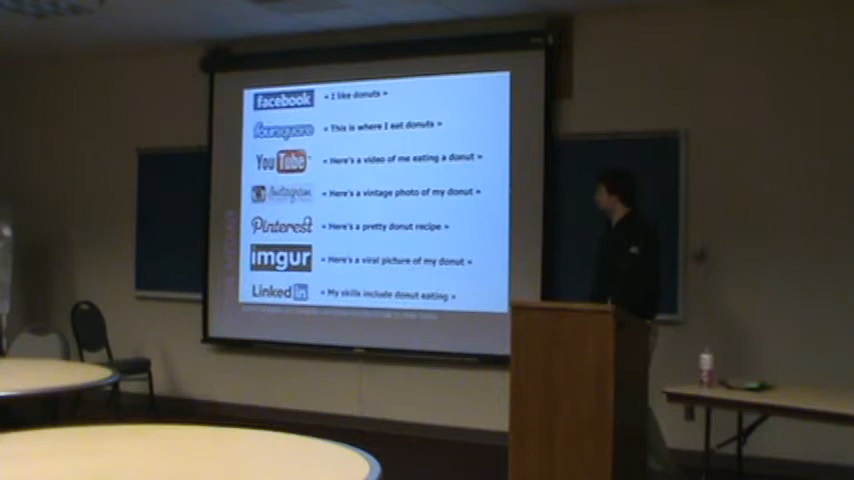 facebook « I like donuts »
foursquare « This is where I eat donuts »
YouTube « Here's a video of me eating a donut »
Instagram « Here's a vintage photo of my donut »
Pinterest « Here's a pretty donut recipe »
imgur « Here's a viral picture of my donut »
Linked in « My skills include donut eating »